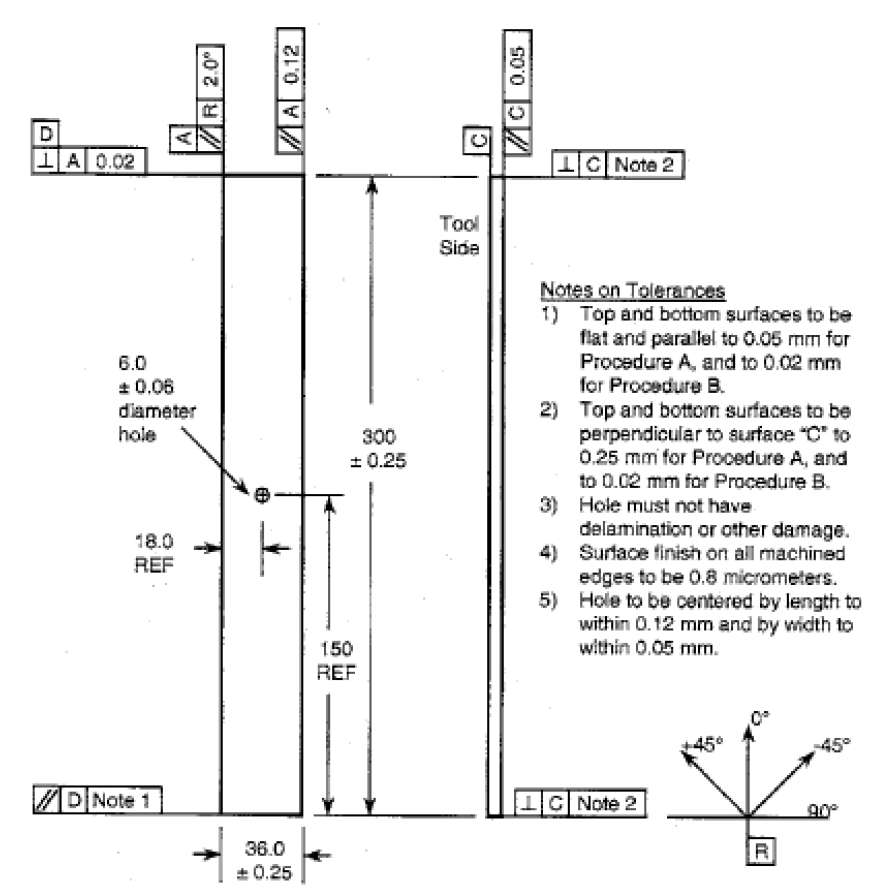 A
// R 2.0°
// A 0.12
D
⊥ A 0.02
C
// C 0.05
⊥ C Note 2
Tool
Side
6.0
± 0.06
diameter
hole
300
± 0.25
18.0
REF
150
REF
Notes on Tolerances
1) Top and bottom surfaces to be
flat and parallel to 0.05 mm for
Procedure A, and to 0.02 mm
for Procedure B.
2) Top and bottom surfaces to be
perpendicular to surface "C" to
0.25 mm for Procedure A, and
to 0.02 mm for Procedure B.
3) Hole must not have
delamination or other damage.
4) Surface finish on all machined
edges to be 0.8 micrometers.
5) Hole to be centered by length to
within 0.12 mm and by width to
within 0.05 mm.
0°
+45°
-45°
90°
R
// D Note 1
⊥ C Note 2
36.0
± 0.25